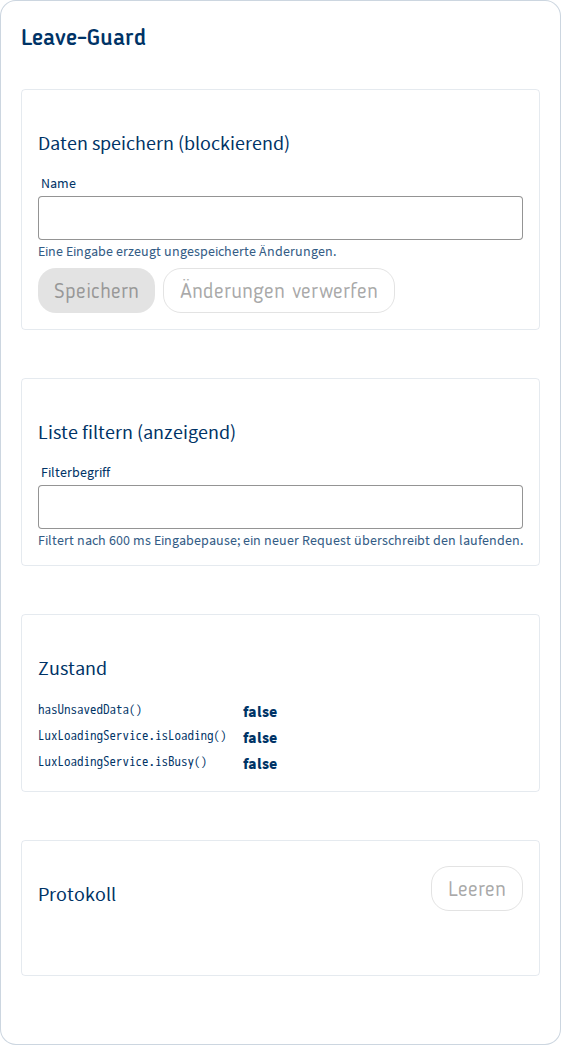 Leave-Guard
Daten speichern (blockierend)
Name
Eine Eingabe erzeugt ungespeicherte Änderungen.
Speichern Änderungen verwerfen
Liste filtern (anzeigend)
Filterbegriff
Filtert nach 600 ms Eingabepause; ein neuer Request überschreibt den laufenden.
Zustand
hasUnsavedData() false
LuxLoadingService.isLoading() false
LuxLoadingService.isBusy() false
Protokoll Leeren